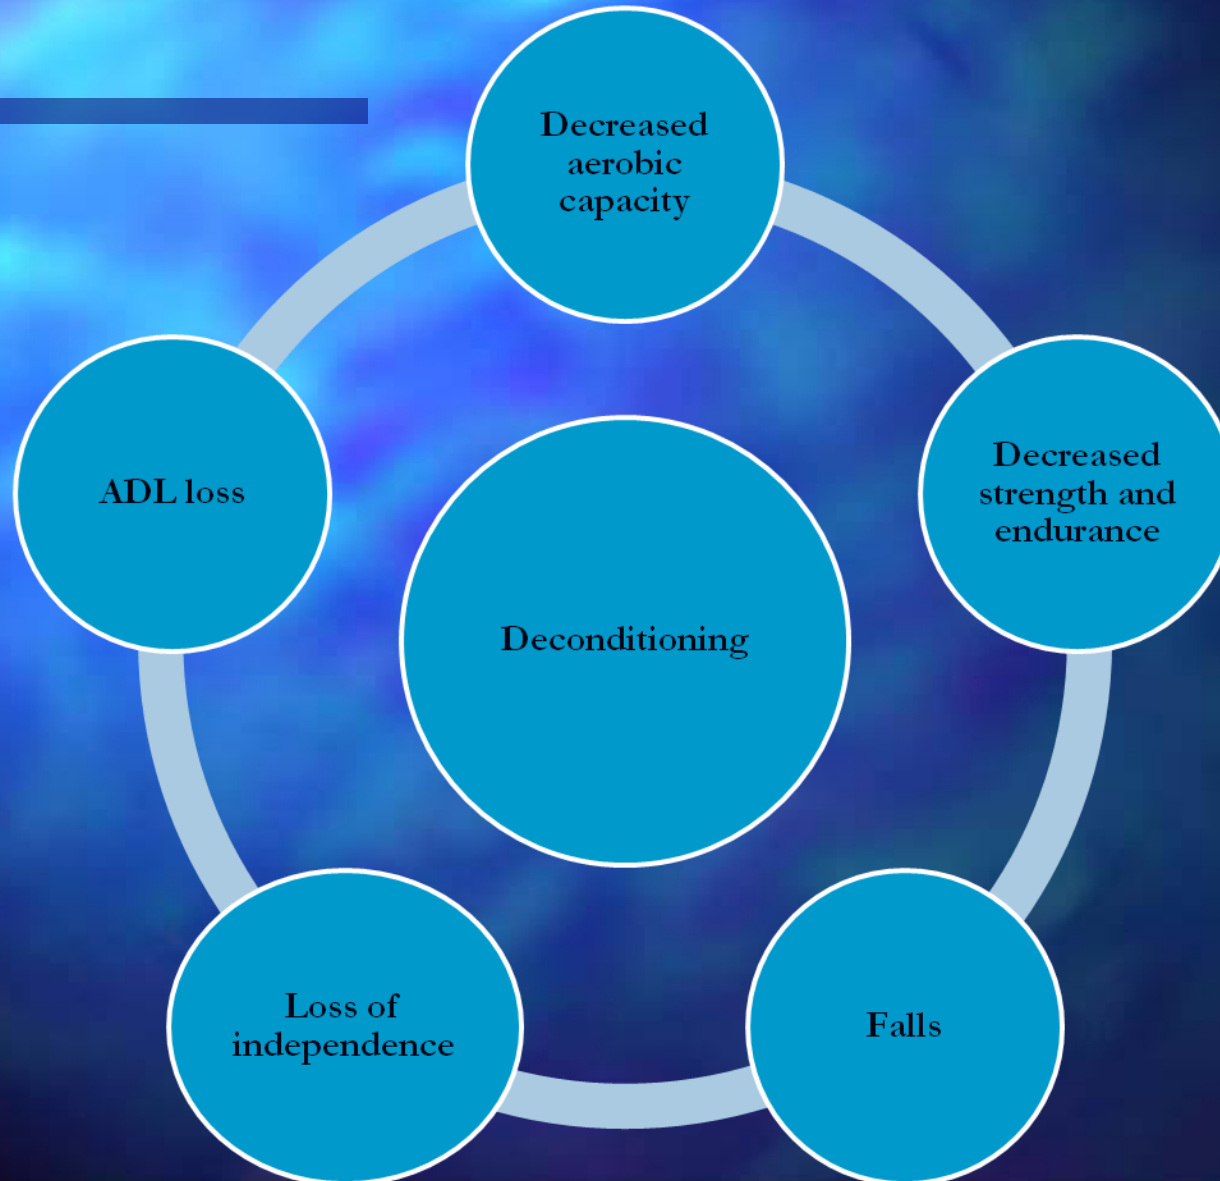 Decreased
aerobic
capacity
Decreased
strength and
endurance
ADL loss
Deconditioning
Loss of
independence
Falls